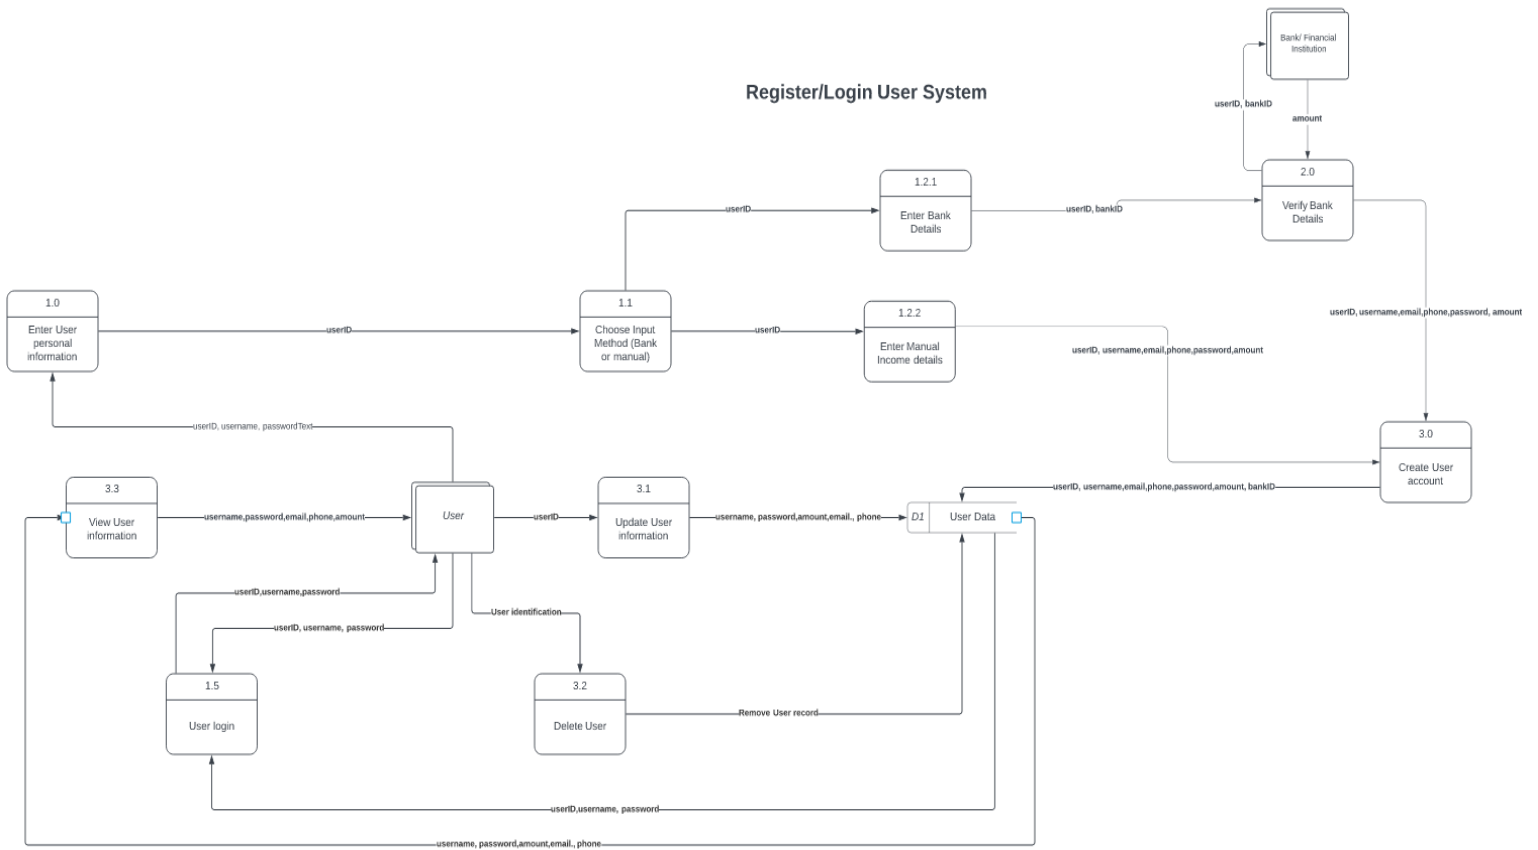 Bank/ Financial
Institution
Register/Login User System
userID, bankID
amount
2.0
Verify Bank
Details
1.2.1
Enter Bank
Details
userID
userID, bankID
1.0
Enter User
personal
information
userID
1.1
Choose Input
Method (Bank
or manual)
userID
1.2.2
Enter Manual
Income details
userID, username,email,phone,password, amount
userID, username,email,phone,password,amount
userID, username, passwordText
3.0
Create User
account
3.3
View User
information
username,password,email,phone,amount
User
userID
3.1
Update User
information
username, password,amount,email., phone
D1
User Data
userID, username,email,phone,password,amount, bankID
userID,username,password
User identification
userID, username, password
1.5
User login
3.2
Delete User
Remove User record
userID,username, password
username, password,amount,email., phone